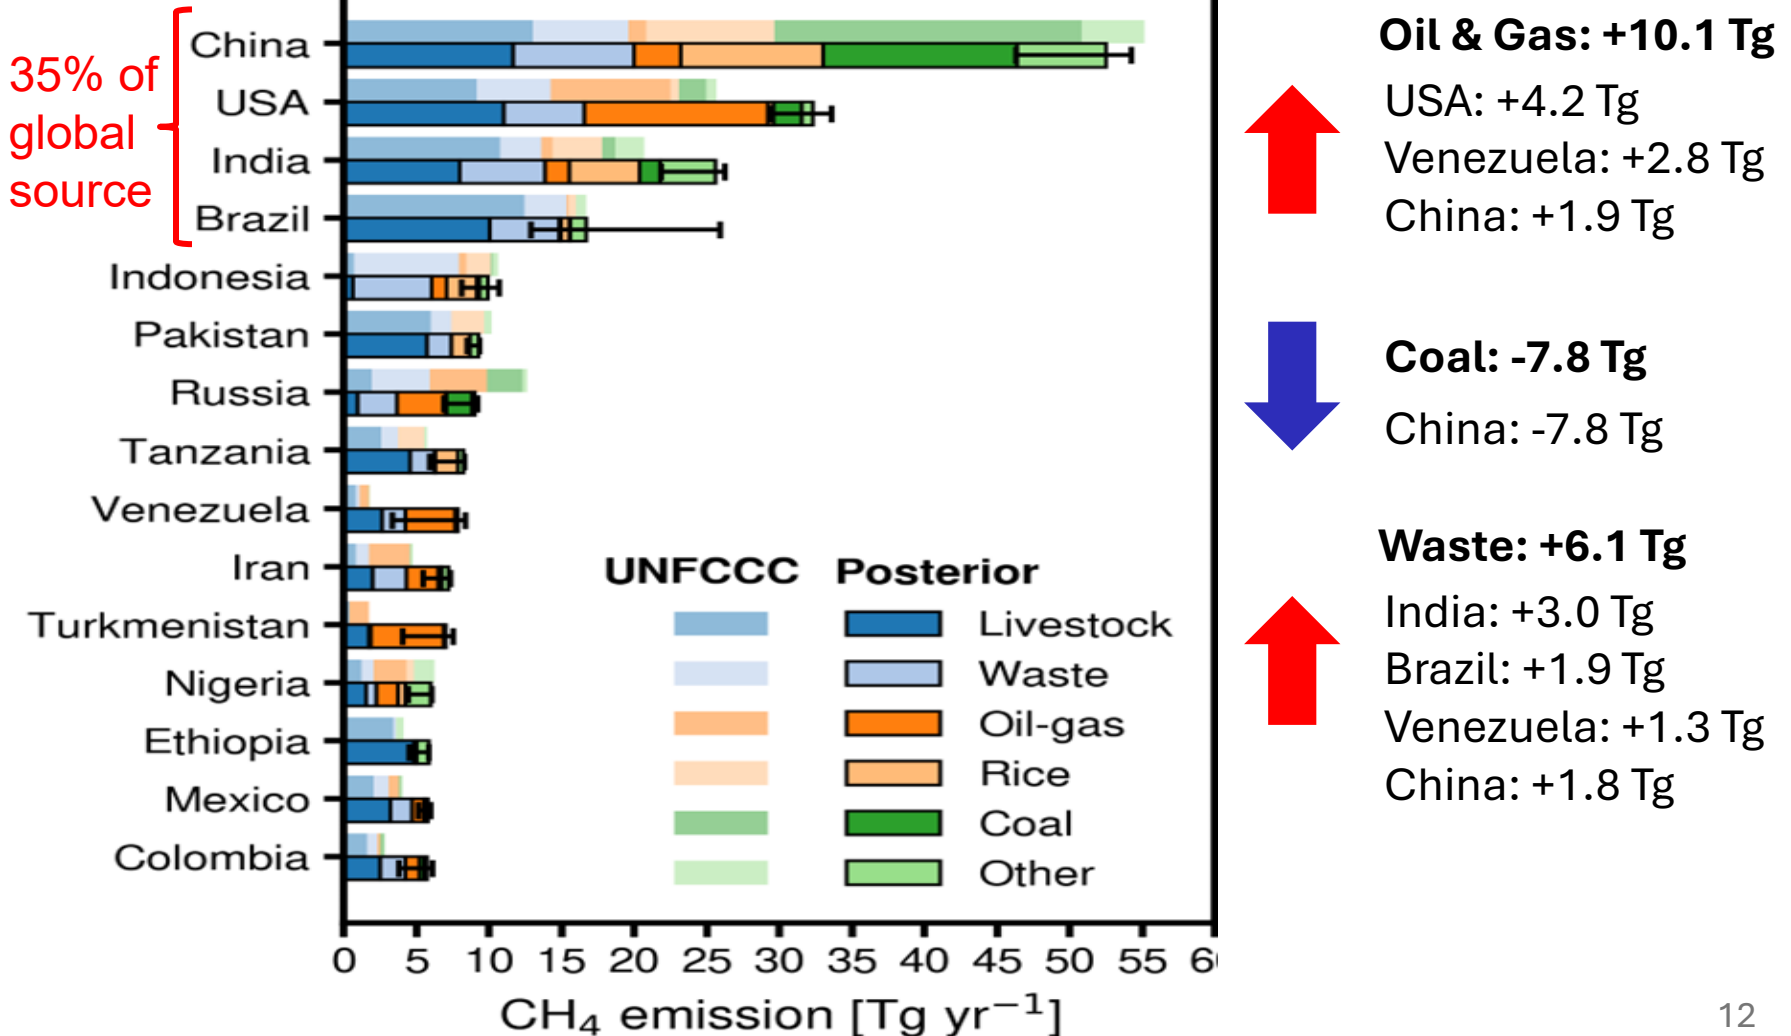 35% of
global
source
China
USA
India
Brazil
Indonesia
Pakistan
Russia
Tanzania
Venezuela
Iran
Turkmenistan
Nigeria
Ethiopia
Mexico
Colombia
UNFCCC Posterior
Livestock
Waste
Oil-gas
Rice
Coal
Other
0 5 10 15 20 25 30 35 40 45 50 55
CH₄ emission [Tg yr⁻¹]
Oil & Gas: +10.1 Tg
USA: +4.2 Tg
Venezuela: +2.8 Tg
China: +1.9 Tg
Coal: -7.8 Tg
China: -7.8 Tg
Waste: +6.1 Tg
India: +3.0 Tg
Brazil: +1.9 Tg
Venezuela: +1.3 Tg
China: +1.8 Tg
12